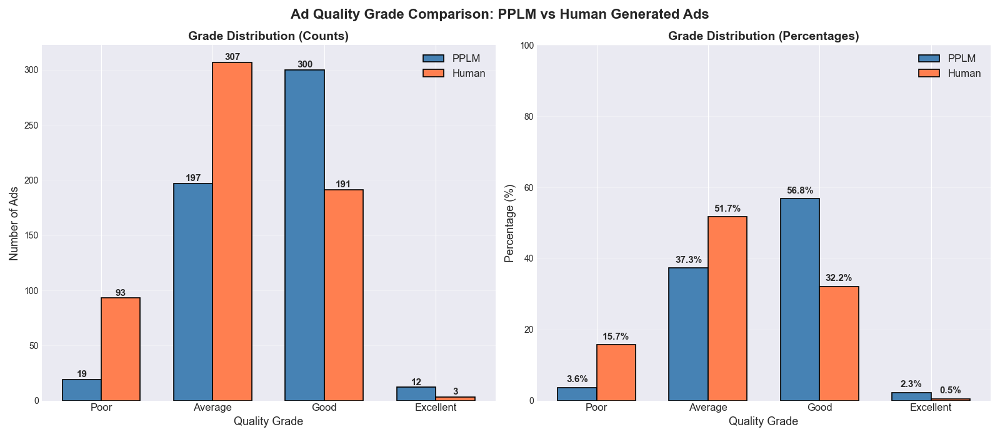 Ad Quality Grade Comparison: PPLM vs Human Generated Ads
Grade Distribution (Counts)
PPLM
Human
Number of Ads
300
250
200
150
100
50
0
19
93
197
307
300
191
12
3
Poor
Average
Good
Excellent
Quality Grade
Grade Distribution (Percentages)
PPLM
Human
Percentage (%)
100
80
60
40
20
0
3.6%
15.7%
37.3%
51.7%
56.8%
32.2%
2.3%
0.5%
Poor
Average
Good
Excellent
Quality Grade